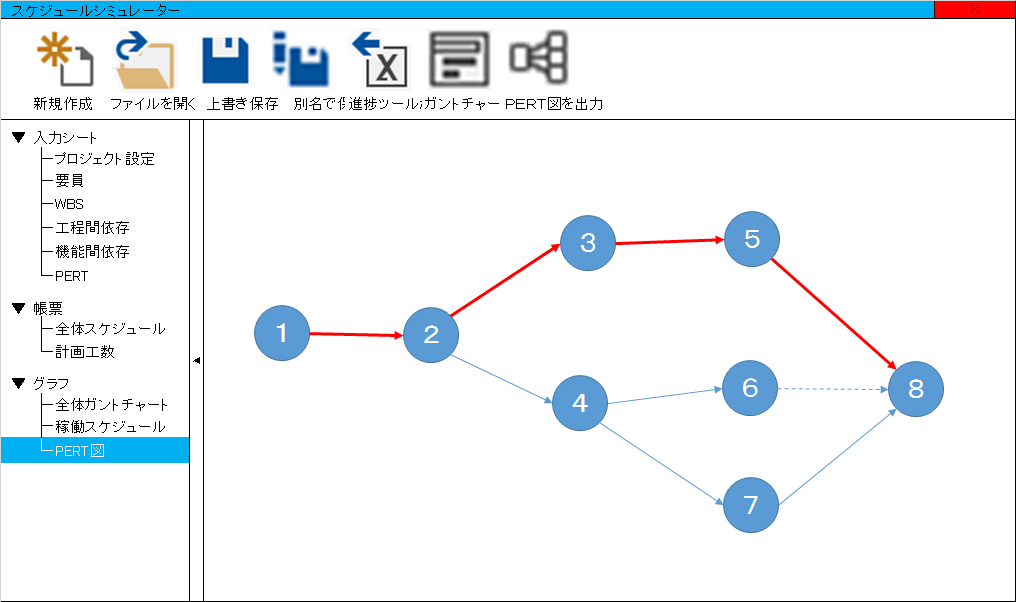 スケジュールシミュレーター
新規作成 ファイルを開く 上書き保存 別名で 進捗ツール ガントチャー PERT図を出力
▼ 入力シート
プロジェクト設定
要員
WBS
工程間依存
機能間依存
PERT
▼ 帳票
全体スケジュール
計画工数
▼ グラフ
全体ガントチャート
稼働スケジュール
PERT図
3
5
1
2
6
8
4
7